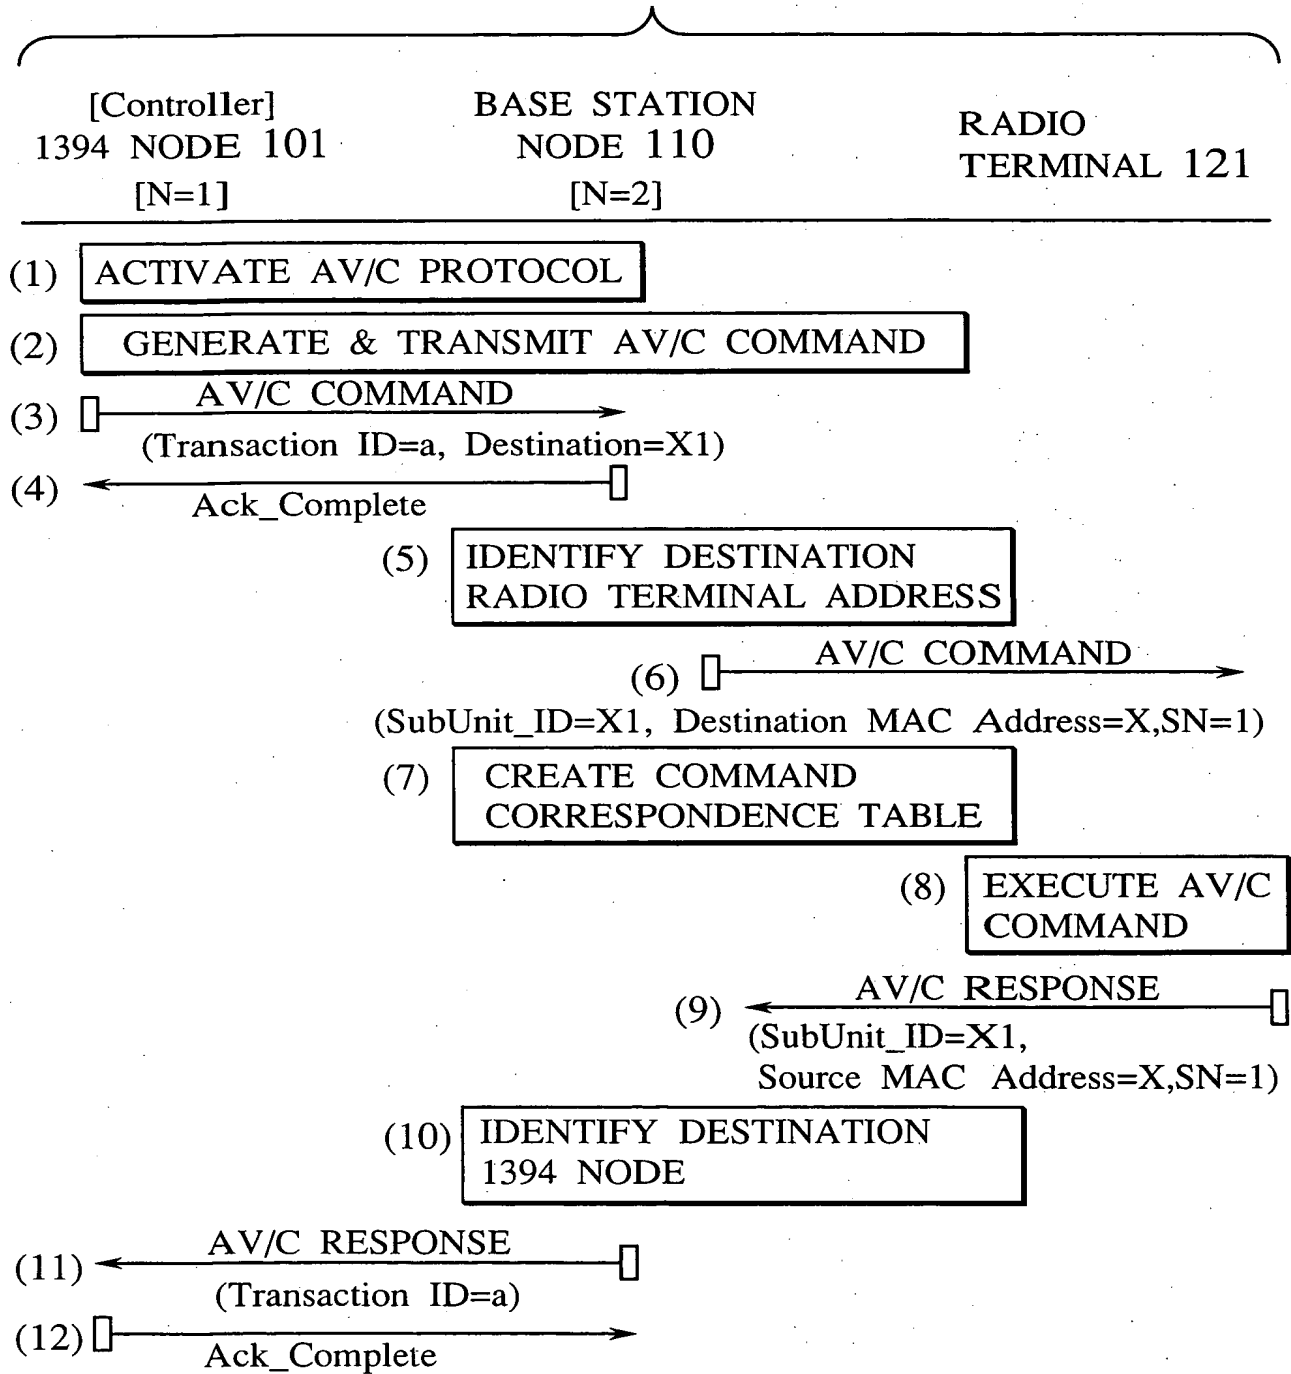 [Controller]
1394 NODE 101
[N=1]
BASE STATION
NODE 110
[N=2]
RADIO
TERMINAL 121
(1) ACTIVATE AV/C PROTOCOL
(2) GENERATE & TRANSMIT AV/C COMMAND
(3) AV/C COMMAND
(Transaction ID=a, Destination=X1)
(4) Ack_Complete
(5) IDENTIFY DESTINATION
RADIO TERMINAL ADDRESS
(6) AV/C COMMAND
(SubUnit_ID=X1, Destination MAC Address=X,SN=1)
(7) CREATE COMMAND
CORRESPONDENCE TABLE
(8) EXECUTE AV/C
COMMAND
(9) AV/C RESPONSE
(SubUnit_ID=X1,
Source MAC Address=X,SN=1)
(10) IDENTIFY DESTINATION
1394 NODE
(11) AV/C RESPONSE
(Transaction ID=a)
(12) Ack_Complete